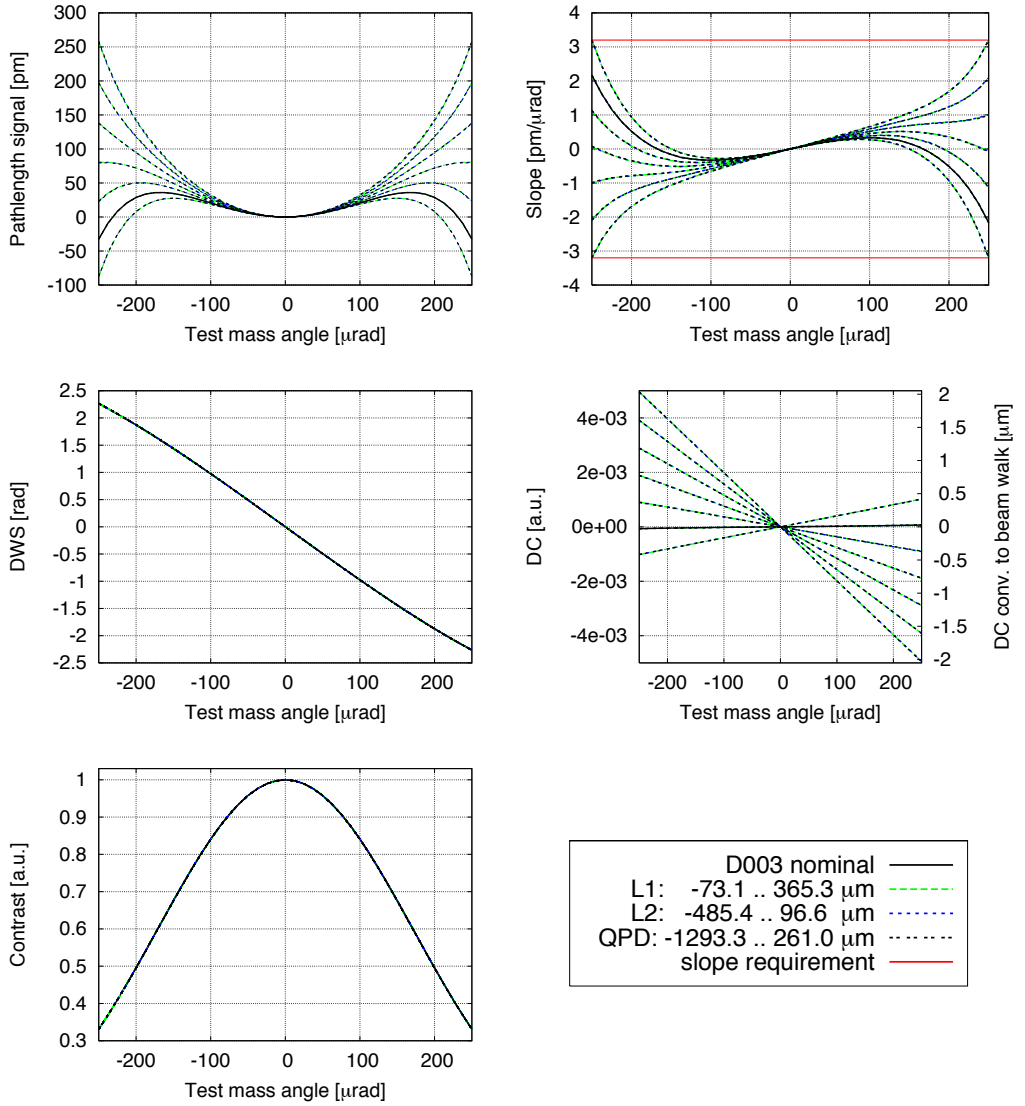 300
250
200
150
100
50
0
-50
-100
Pathlength signal [pm]
-200 -100 0 100 200
Test mass angle [μrad]
4
3
2
1
0
-1
-2
-3
-4
Slope [pm/μrad]
-200 -100 0 100 200
Test mass angle [μrad]
2.5
2
1.5
1
0.5
0
-0.5
-1
-1.5
-2
-2.5
DWS [rad]
-200 -100 0 100 200
Test mass angle [μrad]
4e-03
2e-03
0e+00
-2e-03
-4e-03
DC [a.u.]
2
1.5
1
0.5
0
-0.5
-1
-1.5
-2
DC conv. to beam walk [μm]
-200 -100 0 100 200
Test mass angle [μrad]
1
0.9
0.8
0.7
0.6
0.5
0.4
0.3
Contrast [a.u.]
-200 -100 0 100 200
Test mass angle [μrad]
D003 nominal
L1: -73.1 .. 365.3 μm
L2: -485.4 .. 96.6 μm
QPD: -1293.3 .. 261.0 μm
slope requirement